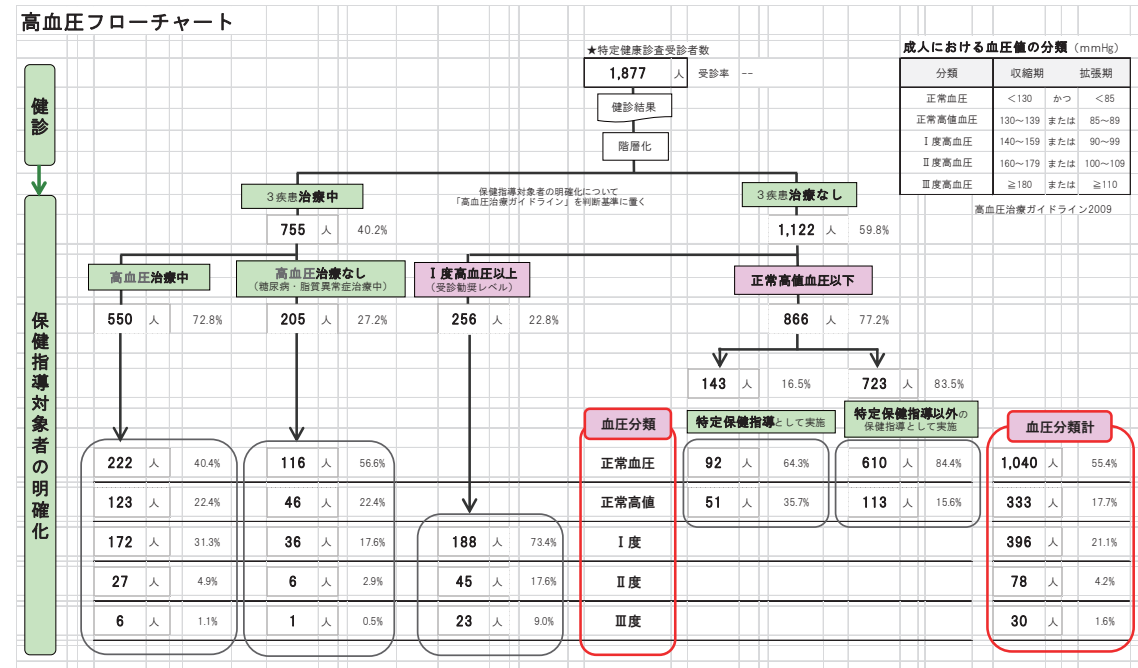 高血圧フローチャート
★特定健康診査受診者数
1,877 人 受診率 --
健診結果
階層化
成人における血圧値の分類（mmHg）
分類 収縮期 拡張期
正常血圧 ＜130 かつ ＜85
正常高値血圧 130～139 または 85～89
Ⅰ度高血圧 140～159 または 90～99
Ⅱ度高血圧 160～179 または 100～109
Ⅲ度高血圧 ≧180 または ≧110
高血圧治療ガイドライン2009
健診
保健指導対象者の明確化
3疾患治療中
保健指導対象者の明確化について
「高血圧治療ガイドライン」を判断基準に置く
3疾患治療なし
755 人 40.2%
1,122 人 59.8%
高血圧治療中
高血圧治療なし
（糖尿病・脂質異常症治療中）
Ⅰ度高血圧以上
（受診勧奨レベル）
正常高値血圧以下
550 人 72.8%
205 人 27.2%
256 人 22.8%
866 人 77.2%
143 人 16.5%
723 人 83.5%
血圧分類
特定保健指導として実施
特定保健指導以外の
保健指導として実施
血圧分類計
222 人 40.4% 116 人 56.6% 正常血圧 92 人 64.3% 610 人 84.4% 1,040 人 55.4%
123 人 22.4% 46 人 22.4% 正常高値 51 人 35.7% 113 人 15.6% 333 人 17.7%
172 人 31.3% 36 人 17.6% 188 人 73.4% Ⅰ度 396 人 21.1%
27 人 4.9% 6 人 2.9% 45 人 17.6% Ⅱ度 78 人 4.2%
6 人 1.1% 1 人 0.5% 23 人 9.0% Ⅲ度 30 人 1.6%